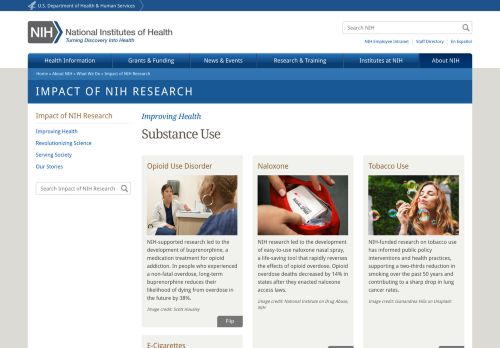 U.S. Department of Health & Human Services
NIH National Institutes of Health
Turning Discovery Into Health
Search NIH
NIH Employee Intranet | Staff Directory | En Español
Health Information
Grants & Funding
News & Events
Research & Training
Institutes at NIH
About NIH
Home » About NIH » What We Do » Impact of NIH Research
IMPACT OF NIH RESEARCH
Impact of NIH Research
Improving Health
Revolutionizing Science
Serving Society
Our Stories
Search Impact of NIH Research
Improving Health
Substance Use
Opioid Use Disorder
NIH-supported research led to the
development of buprenorphine, a
medication treatment for opioid
addiction. In people who experienced
a non-fatal overdose, long-term
buprenorphine reduces their
likelihood of dying from overdose in
the future by 38%.
Image credit: Scott Housley
Flip
Naloxone
NIH research led to the development
of easy-to-use naloxone nasal spray,
a life-saving tool that rapidly reverses
the effects of opioid overdose. Opioid
overdose deaths decreased by 14% in
states after they enacted naloxone
access laws.
Image credit: National Institute on Drug Abuse,
NIH
Tobacco Use
NIH-funded research on tobacco use
has informed public policy
interventions and health practices,
supporting a two-thirds reduction in
smoking over the past 50 years and
contributing to a sharp drop in lung
cancer rates.
Image credit: Gianandrea Villa on Unsplash
E-Cigarettes